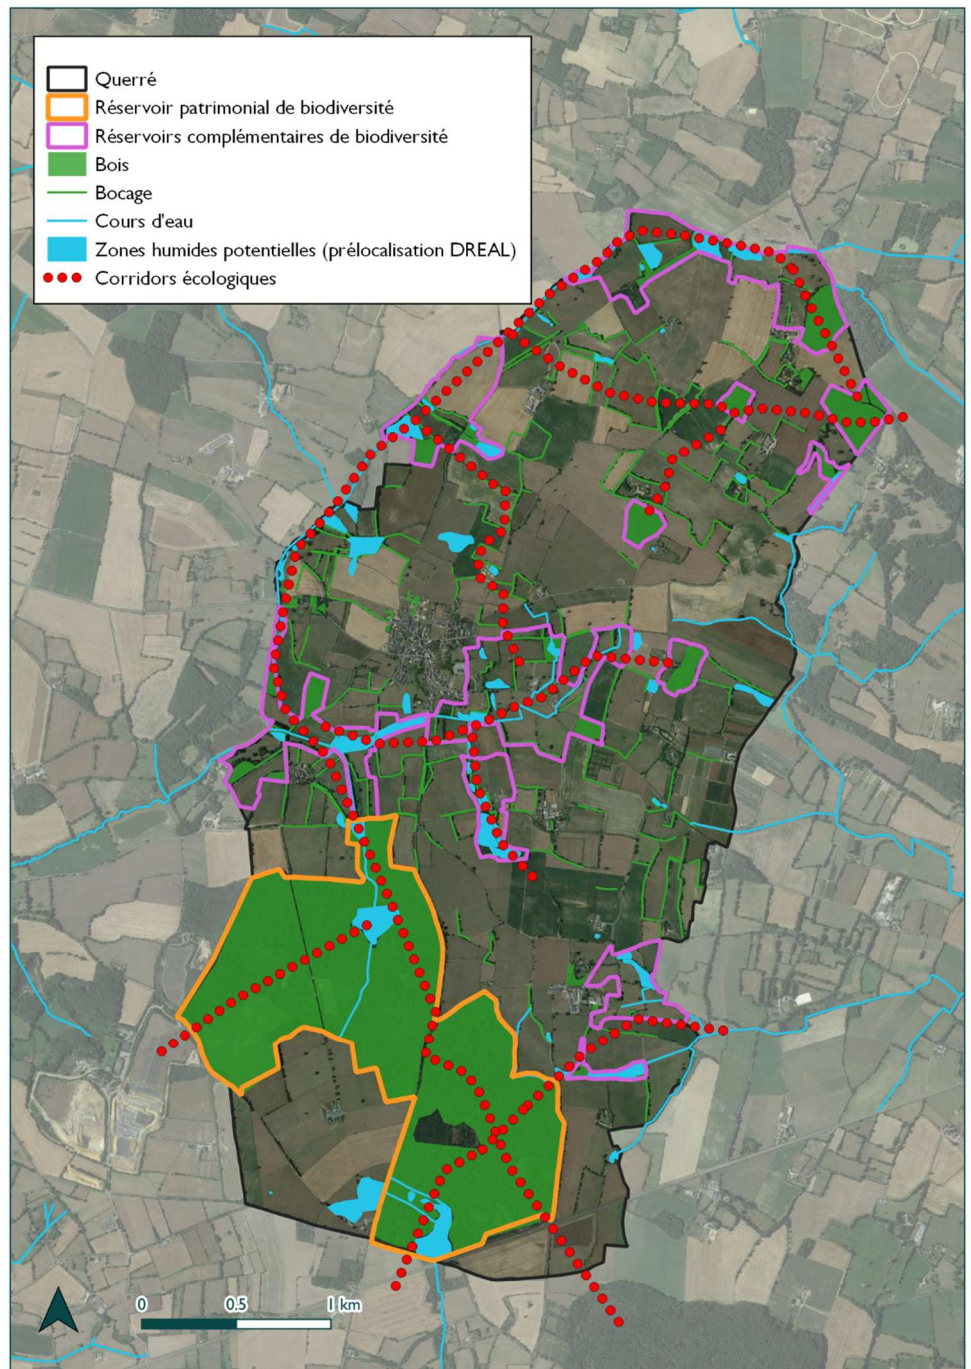 Querré
Réservoir patrimonial de biodiversité
Réservoirs complémentaires de biodiversité
Bois
Bocage
Cours d'eau
Zones humides potentielles (prélocalisation DREAL)
Corridors écologiques
0 0.5 1 km